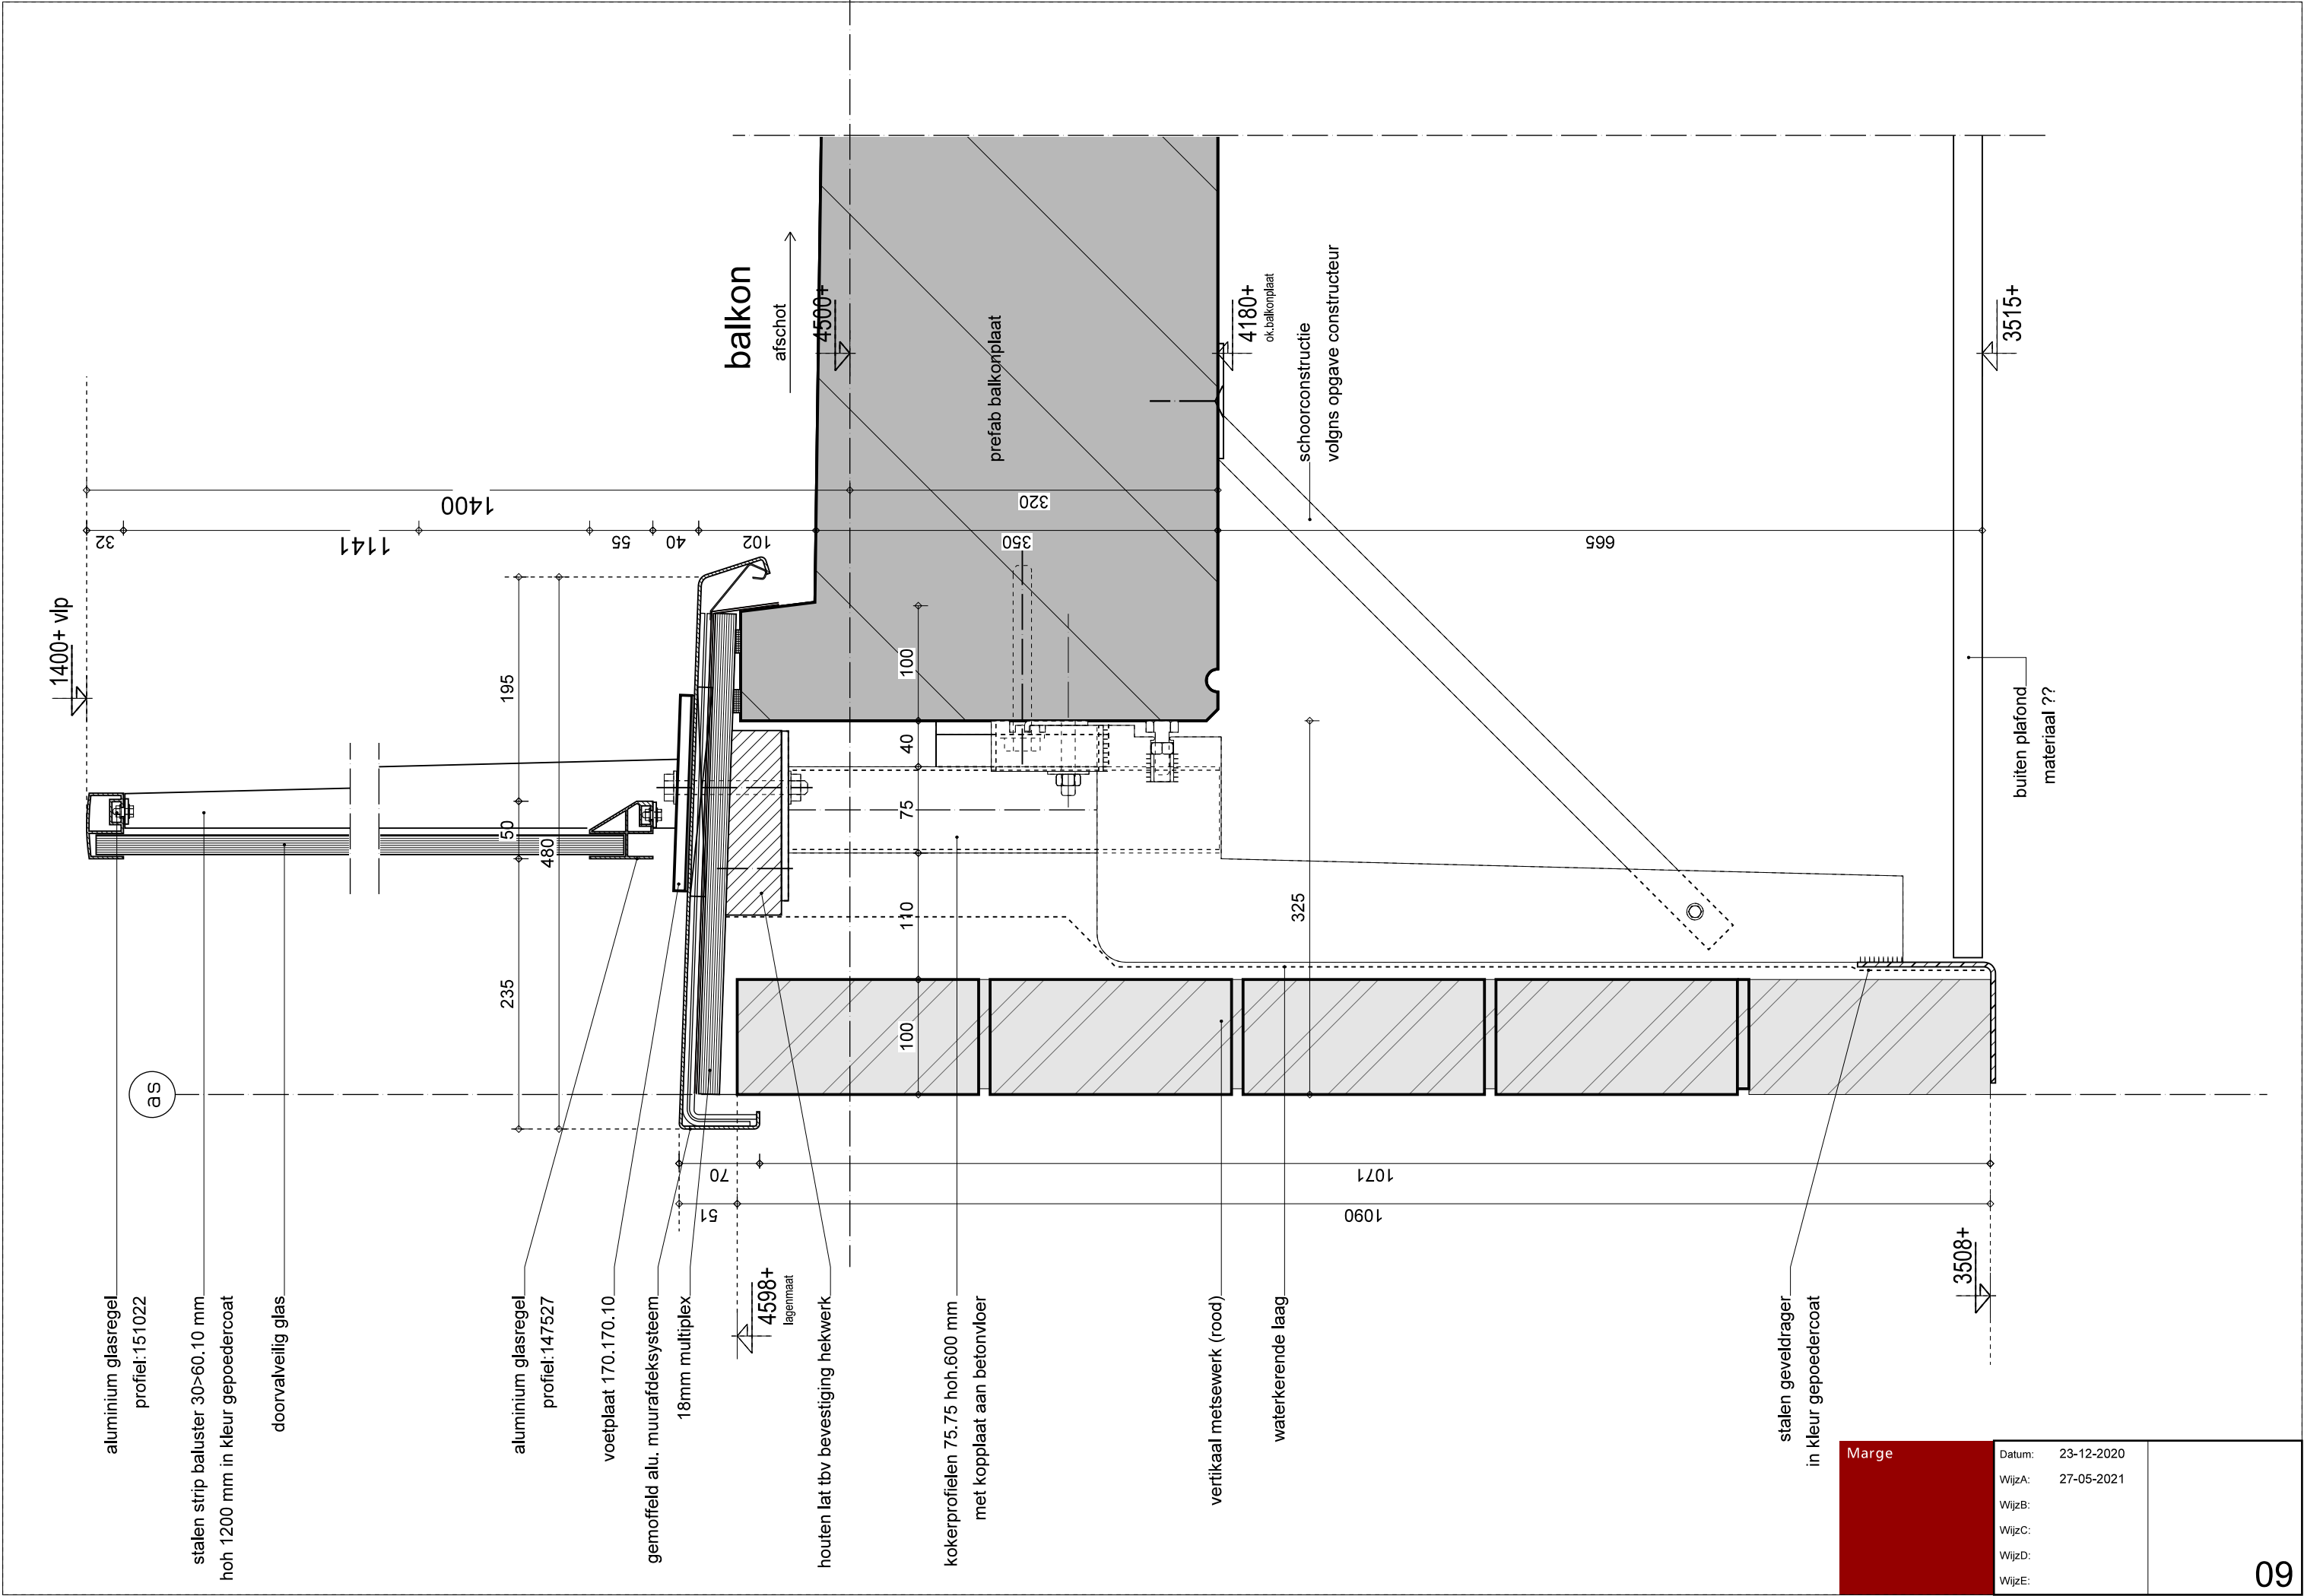 1400+ vlp
32
1141
1400
55
40
102
350
320
665
balkon
afschot
4500+
prefab balkonplaat
4180+
ok.balkonplaat
schoorconstructie
volgns opgave constructeur
3515+
buiten plafond
materiaal ??
195
50
480
235
100
40
75
110
100
325
as
70
1071
51
1090
4598+
lagenmaat
3508+
aluminium glasregel
profiel:151022
stalen strip baluster 30>60.10 mm
hoh 1200 mm in kleur gepoedercoat
doorvalveilig glas
aluminium glasregel
profiel:147527
voetplaat 170.170.10
gemoffeld alu. muurafdeksysteem
18mm multiplex
houten lat tbv bevestiging hekwerk
kokerprofielen 75.75 hoh.600 mm
met kopplaat aan betonvloer
vertikaal metsewerk (rood)
waterkerende laag
stalen geveldrager
in kleur gepoedercoat
Marge
Datum: 23-12-2020
WijzA: 27-05-2021
WijzB:
WijzC:
WijzD:
WijzE:
09